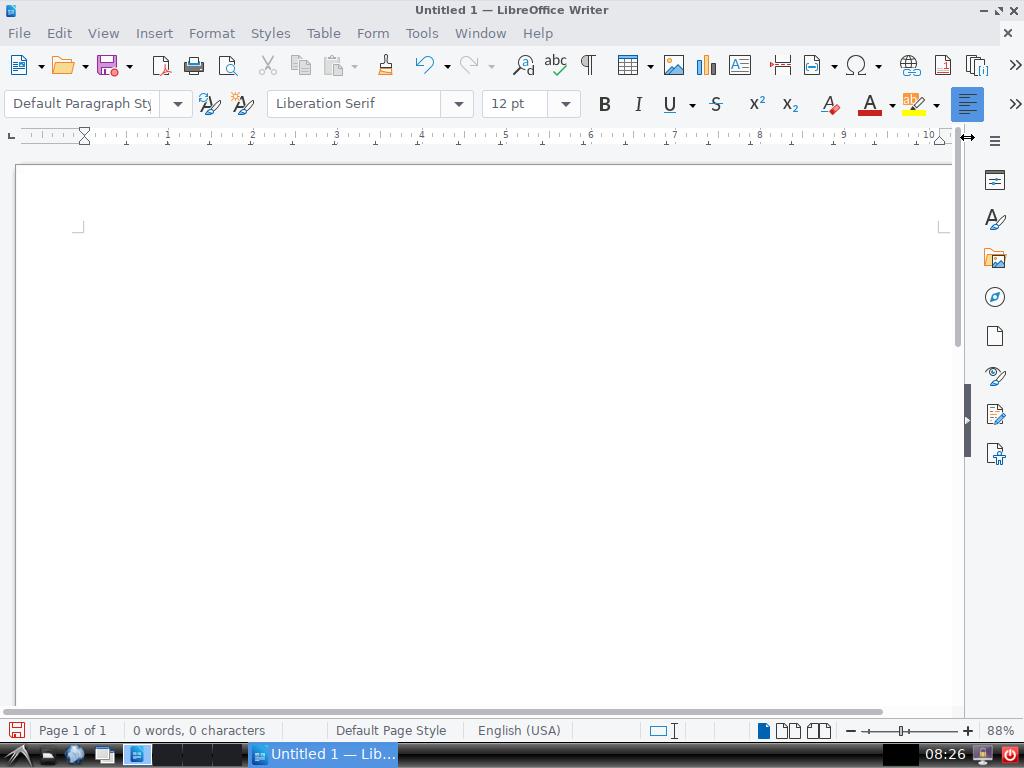 Untitled 1 — LibreOffice Writer
File Edit View Insert Format Styles Table Form Tools Window Help
Default Paragraph Sty Liberation Serif 12 pt
1 2 3 4 5 6 7 8 9 10
Page 1 of 1 0 words, 0 characters Default Page Style English (USA) 88%
Untitled 1 — Lib... 08:26